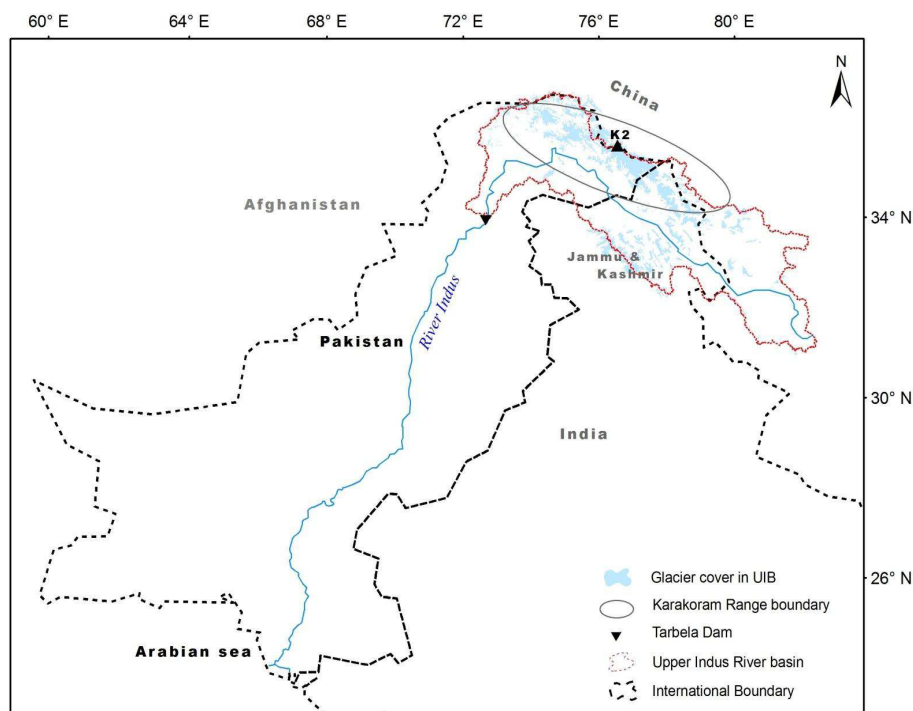 60° E 64° E 68° E 72° E 76° E 80° E
N
China
K2
Afghanistan
34° N
Jammu &
Kashmir
River Indus
Pakistan
30° N
India
Glacier cover in UIB
26° N
Karakoram Range boundary
Arabian sea
Tarbela Dam
Upper Indus River basin
International Boundary